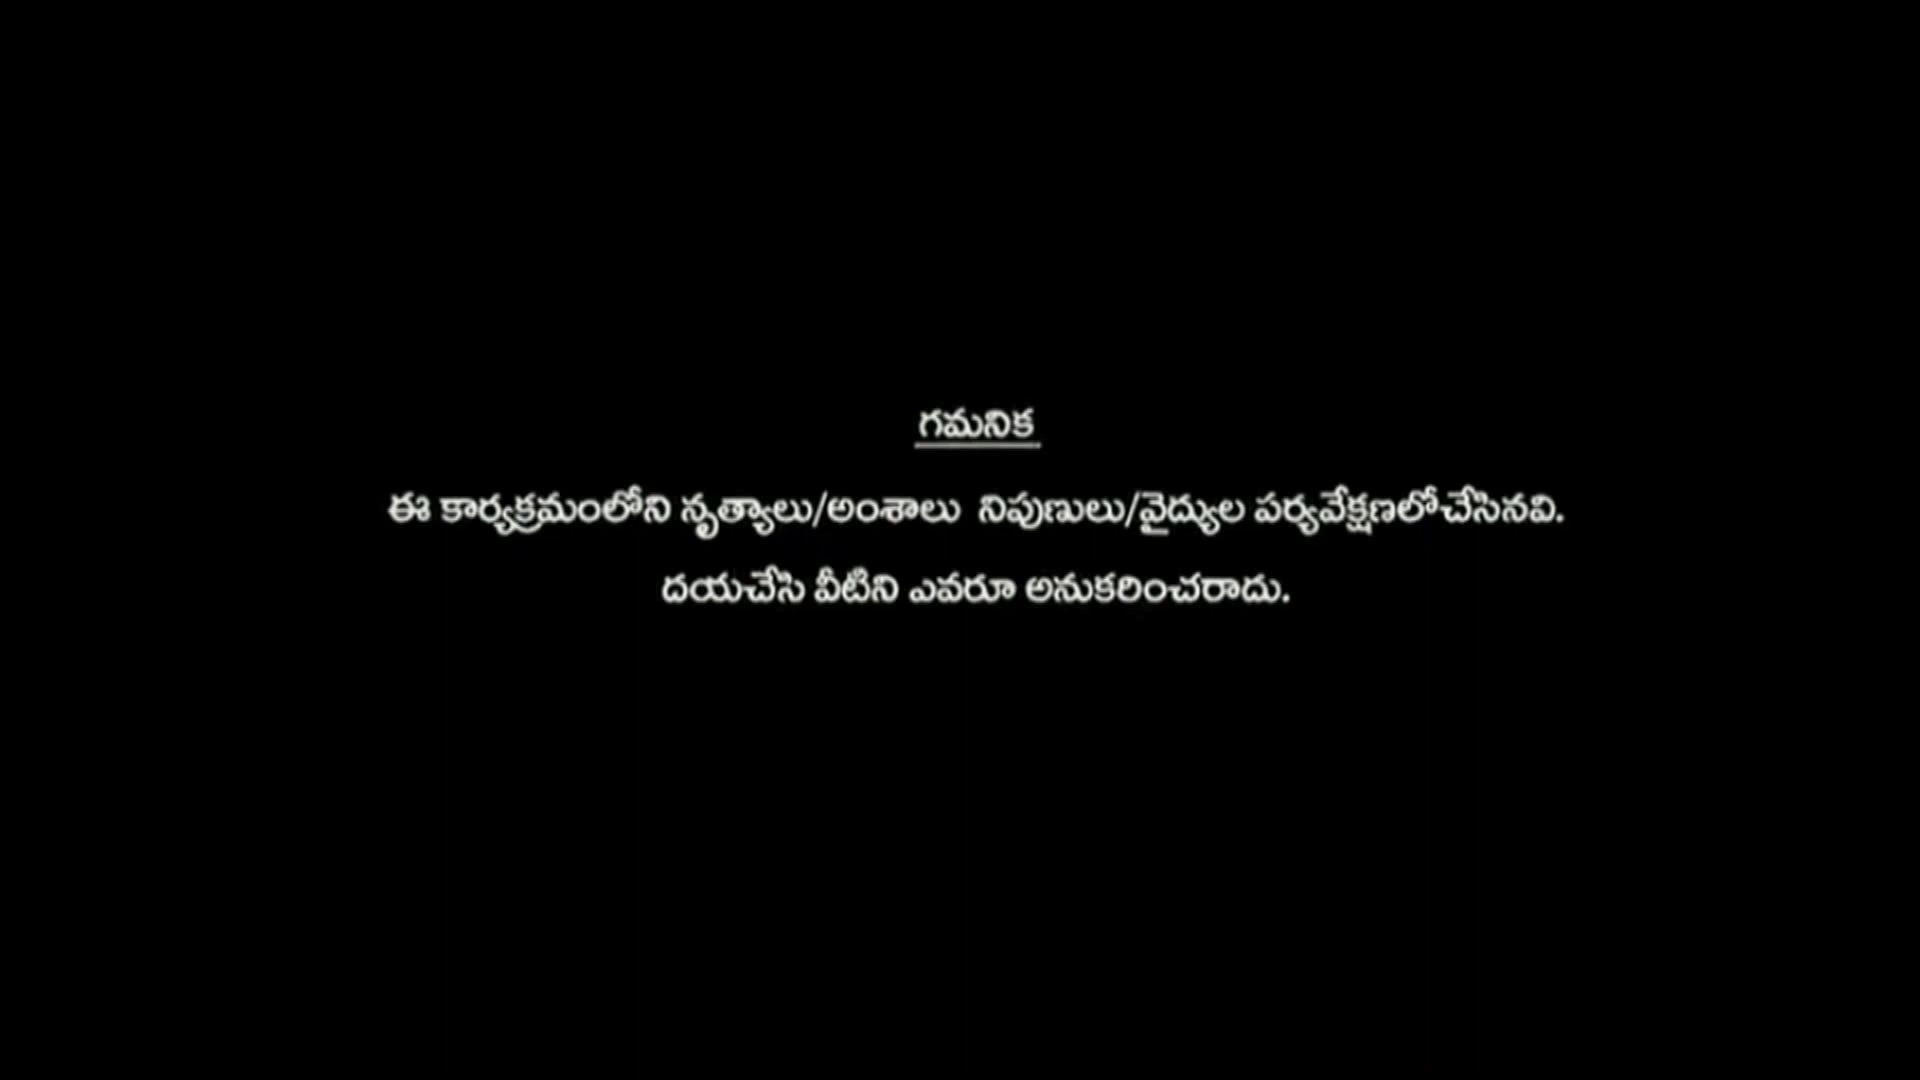 గమనిక
ఈ కార్యక్రమంలోని నృత్యాలు/అంశాలు నిపుణులు/వైద్యుల పర్యవేక్షణలోచేసినవి.
దయచేసి వీటిని ఎవరూ అనుకరించరాదు.